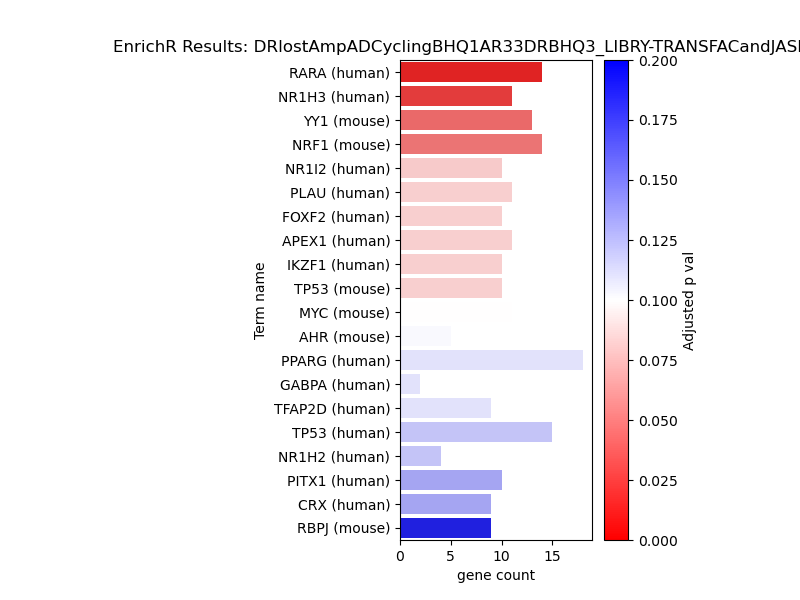 EnrichR Results: DRlostAmpADCyclingBHQ1AR33DRBHQ3_LIBRY-TRANSFACandJAS
RARA (human)
NR1H3 (human)
YY1 (mouse)
NRF1 (mouse)
NR1I2 (human)
PLAU (human)
FOXF2 (human)
APEX1 (human)
IKZF1 (human)
TP53 (mouse)
MYC (mouse)
AHR (mouse)
PPARG (human)
GABPA (human)
TFAP2D (human)
TP53 (human)
NR1H2 (human)
PITX1 (human)
CRX (human)
RBPJ (mouse)
Term name
0 5 10 15
gene count
0.200
0.175
0.150
0.125
0.100
0.075
0.050
0.025
0.000
Adjusted p val